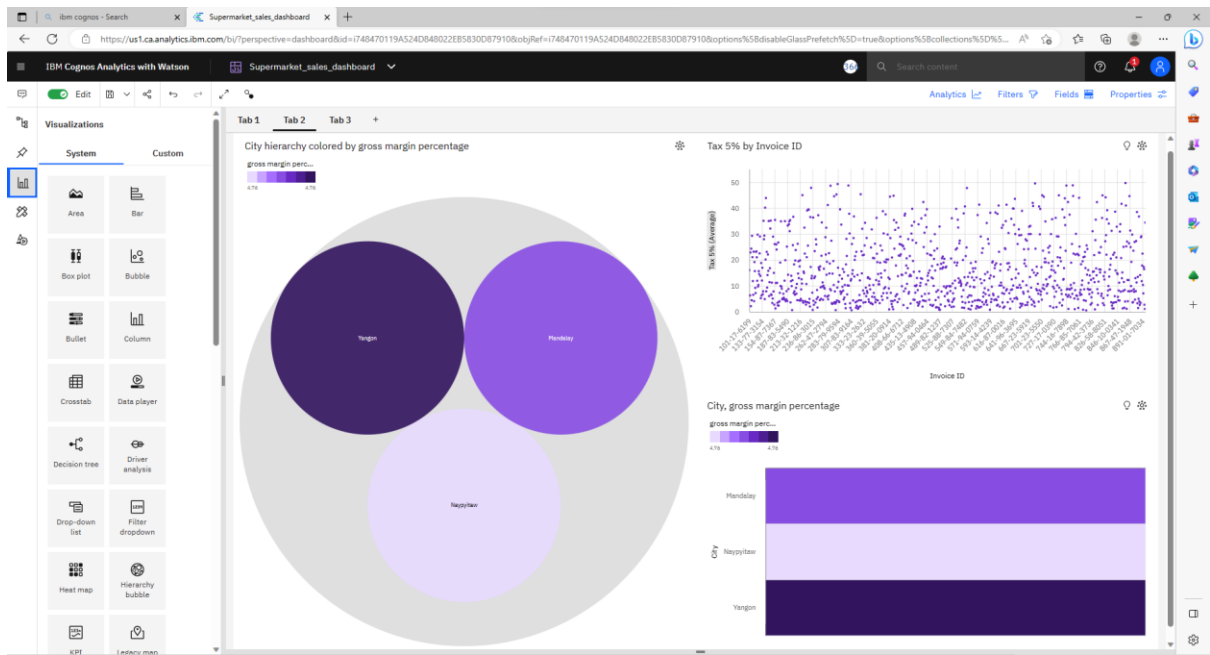 ibm cognos - Search
Supermarket_sales_dashboard
https://us1.ca.analytics.ibm.com/bi/?perspective=dashboard&id=i748470119A524D848022EB5830D87910&objRef=i748470119A524D848022EB5830D87910&options%5BdisableGlassPrefetch%5D=true&options%5Bcollections%5D%5...
IBM Cognos Analytics with Watson
Supermarket_sales_dashboard
Search content
Edit
Analytics
Filters
Fields
Properties
Visualizations
System
Custom
Area
Bar
Box plot
Bubble
Bullet
Column
Crosstab
Data player
Decision tree
Driver
analysis
Drop-down
list
Filter
dropdown
Heat map
Hierarchy
bubble
KPI
Legacy map
Tab 1
Tab 2
Tab 3
City hierarchy colored by gross margin percentage
gross margin perc...
4.76
4.76
Yangon
Mandalay
Naypyitaw
Tax 5% by Invoice ID
Tax 5% (Average)
50
40
30
20
10
0
Invoice ID
City, gross margin percentage
gross margin perc...
4.76
4.76
City
Mandalay
Naypyitaw
Yangon